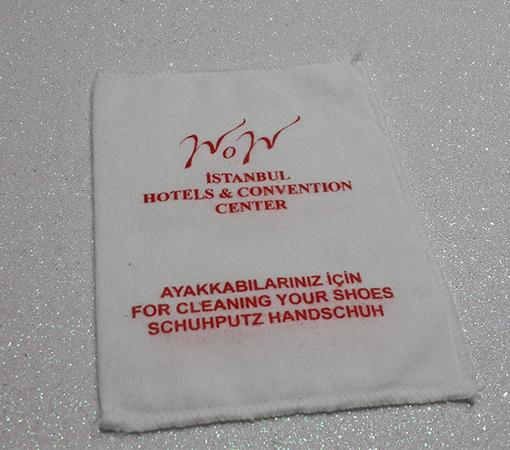 WoW
İSTANBUL
HOTELS & CONVENTION
CENTER
AYAKKABILARINIZ İÇİN
FOR CLEANING YOUR SHOES
SCHUHPUTZ HANDSCHUH